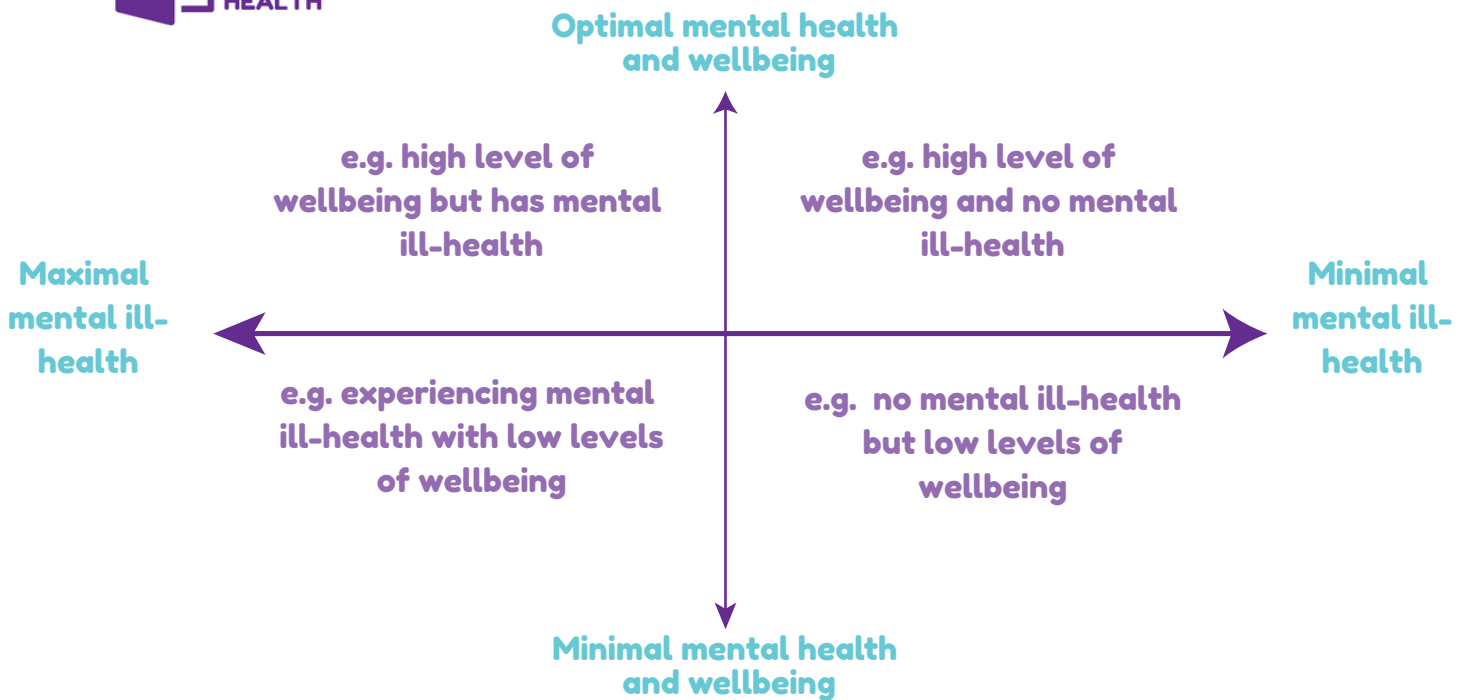 HEALTH
Optimal mental health
and wellbeing
e.g. high level of
wellbeing but has mental
ill-health
e.g. high level of
wellbeing and no mental
ill-health
Maximal
mental ill-
health
Minimal
mental ill-
health
e.g. experiencing mental
ill-health with low levels
of wellbeing
e.g.  no mental ill-health
but low levels of
wellbeing
Minimal mental health
and wellbeing